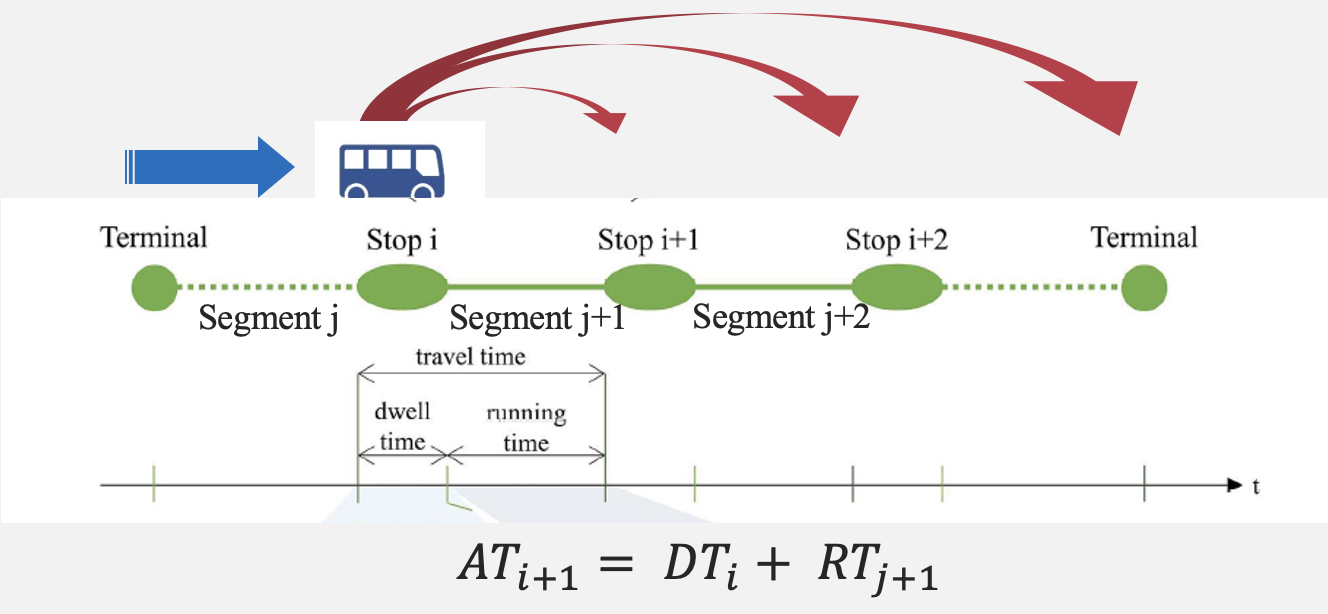 Terminal Stop i Stop i+1 Stop i+2 Terminal
Segment j Segment j+1 Segment j+2
travel time
dwell running
time time
t
AT_{i+1} = DT_i + RT_{j+1}